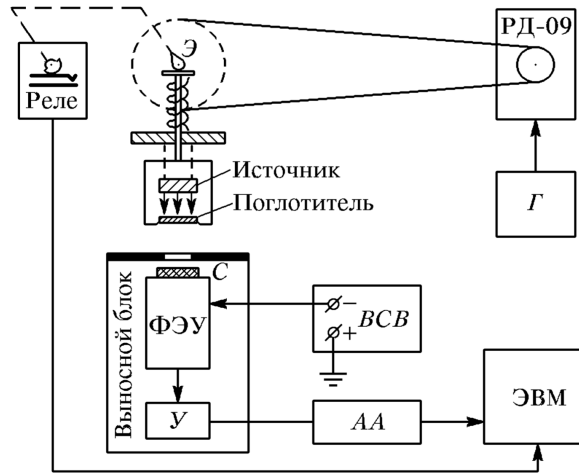 Э
РД-09
Реле
Источник
Поглотитель
Г
С
Выносной блок
ФЭУ
−
+
ВСВ
У
АА
ЭВМ